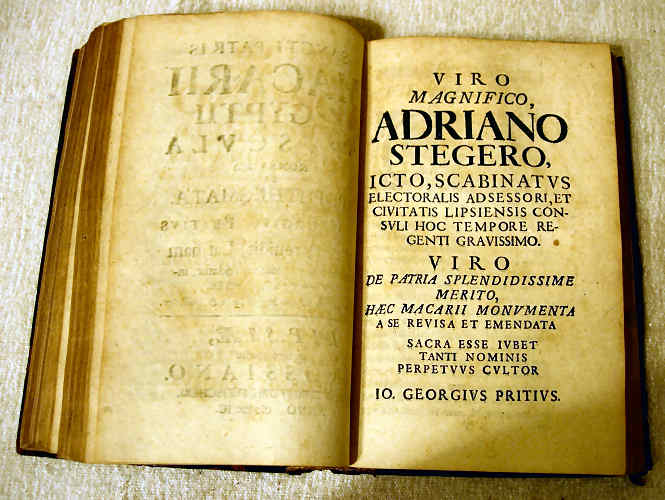 VIRO
MAGNIFICO,
ADRIANO
STEGERO,
ICTO, SCABINATVS
ELECTORALIS ADSESSORI, ET
CIVITATIS LIPSIENSIS CON-
SVLI HOC TEMPORE RE-
GENTI GRAVISSIMO.
VIRO
DE PATRIA SPLENDIDISSIME
MERITO,
HÆC MACARII MONVMENTA
A SE REVISA ET EMENDATA
SACRA ESSE IVBET
TANTI NOMINIS
PERPETVVS CVLTOR
IO. GEORGIVS PRITIVS.